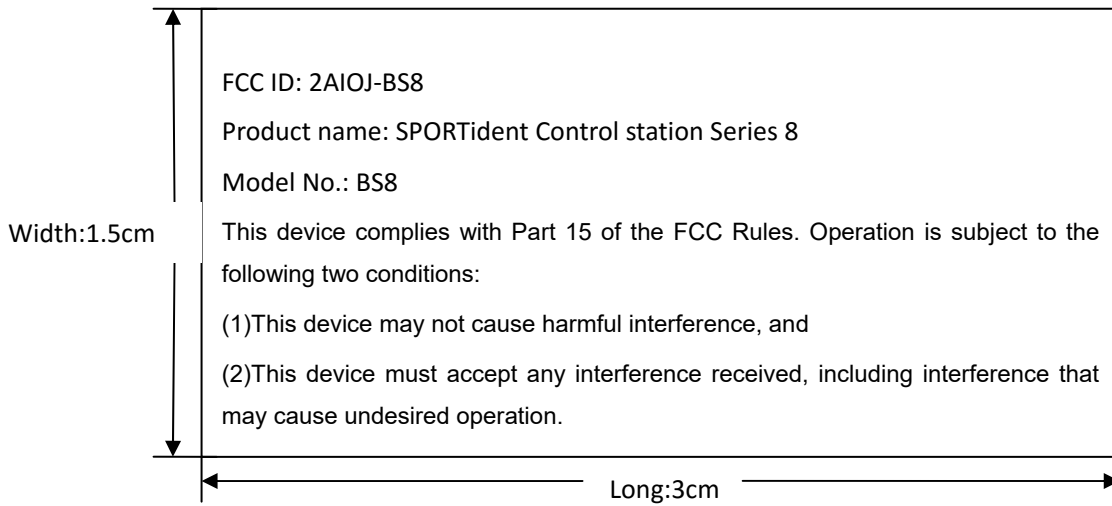 FCC ID: 2AIOJ-BS8
Product name: SPORTident Control station Series 8
Model No.: BS8
Width:1.5cm
This device complies with Part 15 of the FCC Rules. Operation is subject to the
following two conditions:
(1)This device may not cause harmful interference, and
(2)This device must accept any interference received, including interference that
may cause undesired operation.
Long:3cm